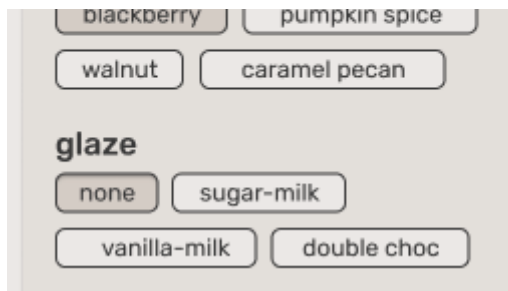 blackberry pumpkin spice
walnut caramel pecan
glaze
none sugar-milk
vanilla-milk double choc